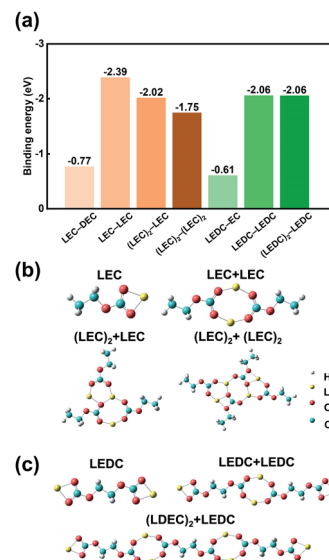 (a)
Binding energy (eV)
-3
-2
-1
0
-0.77
-2.39
-2.02
-1.75
-0.61
-2.06
-2.06
LEC–DEC
LEC–LEC
(LEC)2–LEC
(LEC)2–(LEC)2
LEDC–EC
LEDC–LEDC
(LEDC)2–LEDC
(b)
LEC
LEC+LEC
(LEC)2+LEC
(LEC)2+ (LEC)2
H
L
(c)
LEDC
LEDC+LEDC
(LDEC)2+LEDC